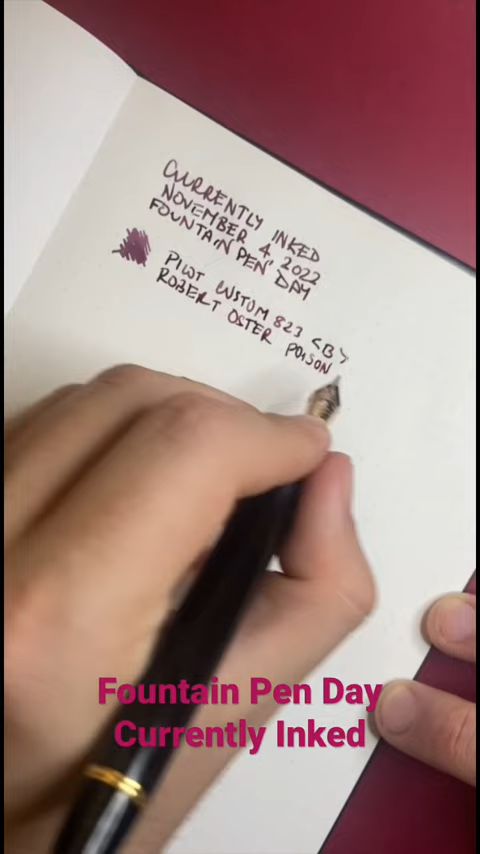 CURRENTLY INKED
NOVEMBER 4, 2022
FOUNTAIN PEN DAY
PILOT CUSTOM 823 <B>
ROBERT OSTER POISON
Fountain Pen Day
Currently Inked